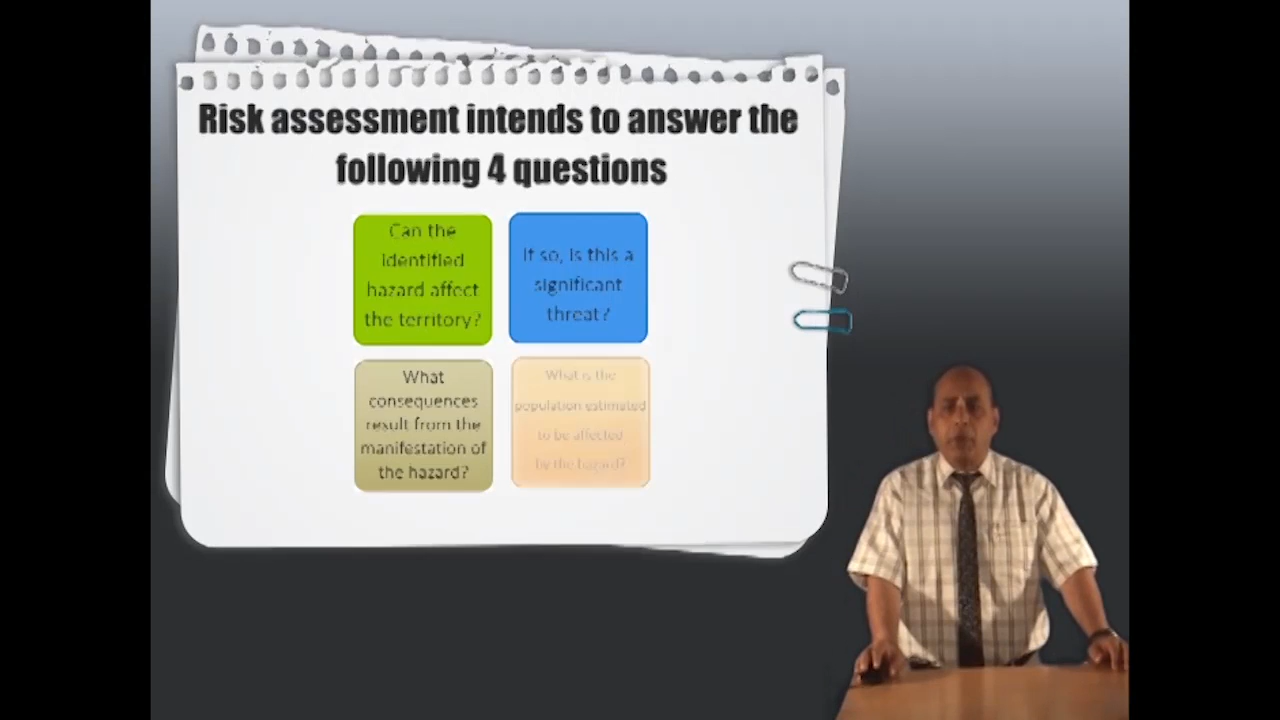 Risk assessment intends to answer the
following 4 questions
Can the
identified
hazard affect
the territory?
If so, is this a
significant
threat?
What
consequences
result from the
manifestation of
the hazard?
What is the
population estimated
to be affected
by the hazard?